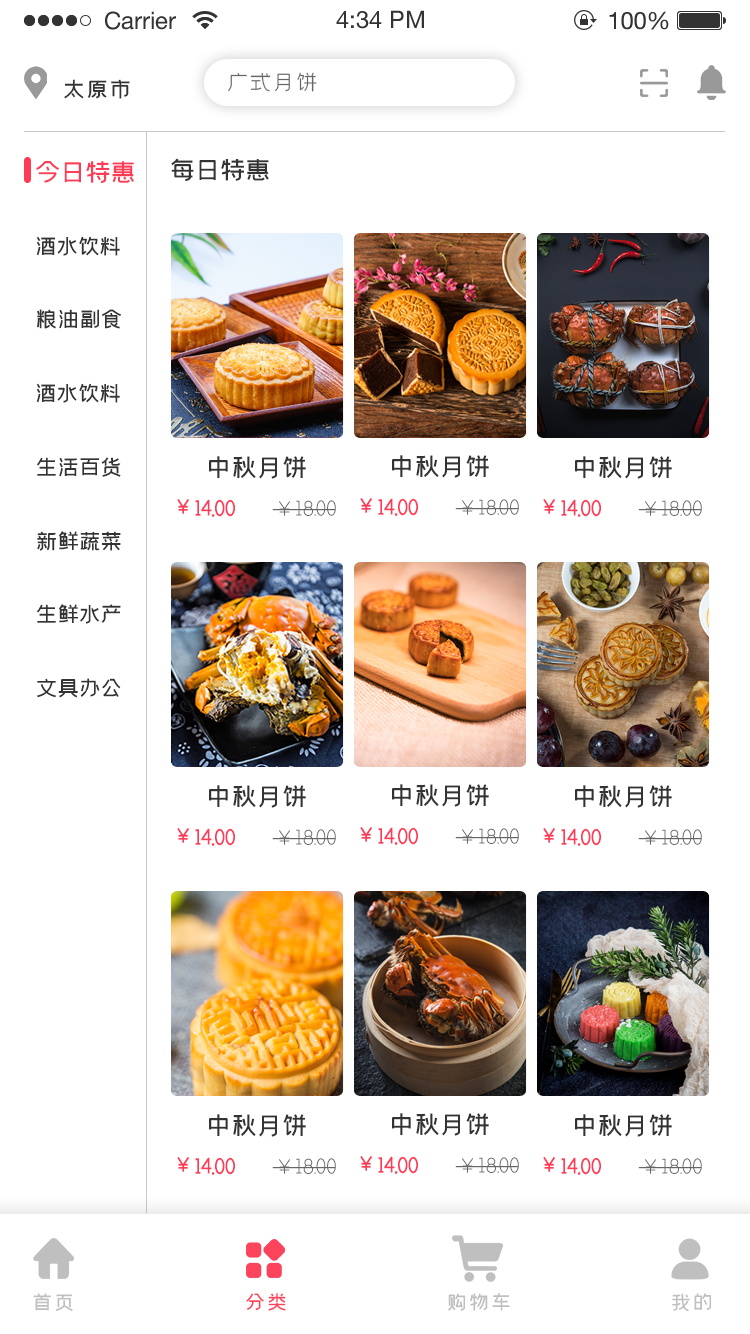 Carrier 4:34 PM 100%
太原市 广式月饼
今日特惠
酒水饮料
粮油副食
酒水饮料
生活百货
新鲜蔬菜
生鲜水产
文具办公
每日特惠
中秋月饼 中秋月饼 中秋月饼
¥ 14.00 ¥ 18.00 ¥ 14.00 ¥ 18.00 ¥ 14.00 ¥ 18.00
中秋月饼 中秋月饼 中秋月饼
¥ 14.00 ¥ 18.00 ¥ 14.00 ¥ 18.00 ¥ 14.00 ¥ 18.00
中秋月饼 中秋月饼 中秋月饼
¥ 14.00 ¥ 18.00 ¥ 14.00 ¥ 18.00 ¥ 14.00 ¥ 18.00
首页 分类 购物车 我的